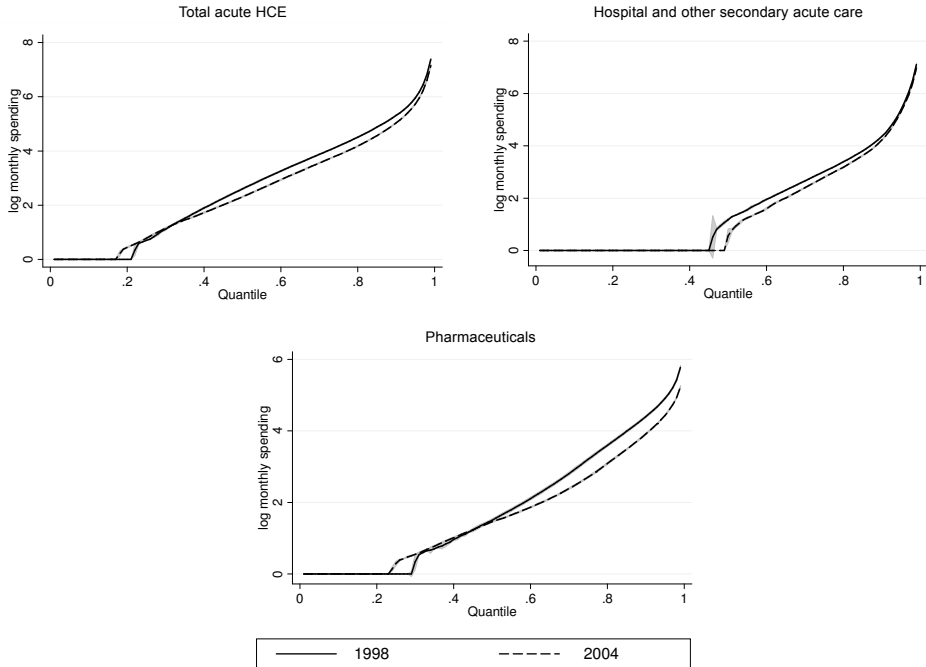 Total acute HCE
log monthly spending
8
6
4
2
0
0 .2 .4 .6 .8 1
Quantile
Hospital and other secondary acute care
log monthly spending
8
6
4
2
0
0 .2 .4 .6 .8 1
Quantile
Pharmaceuticals
log monthly spending
6
4
2
0
0 .2 .4 .6 .8 1
Quantile
1998 2004